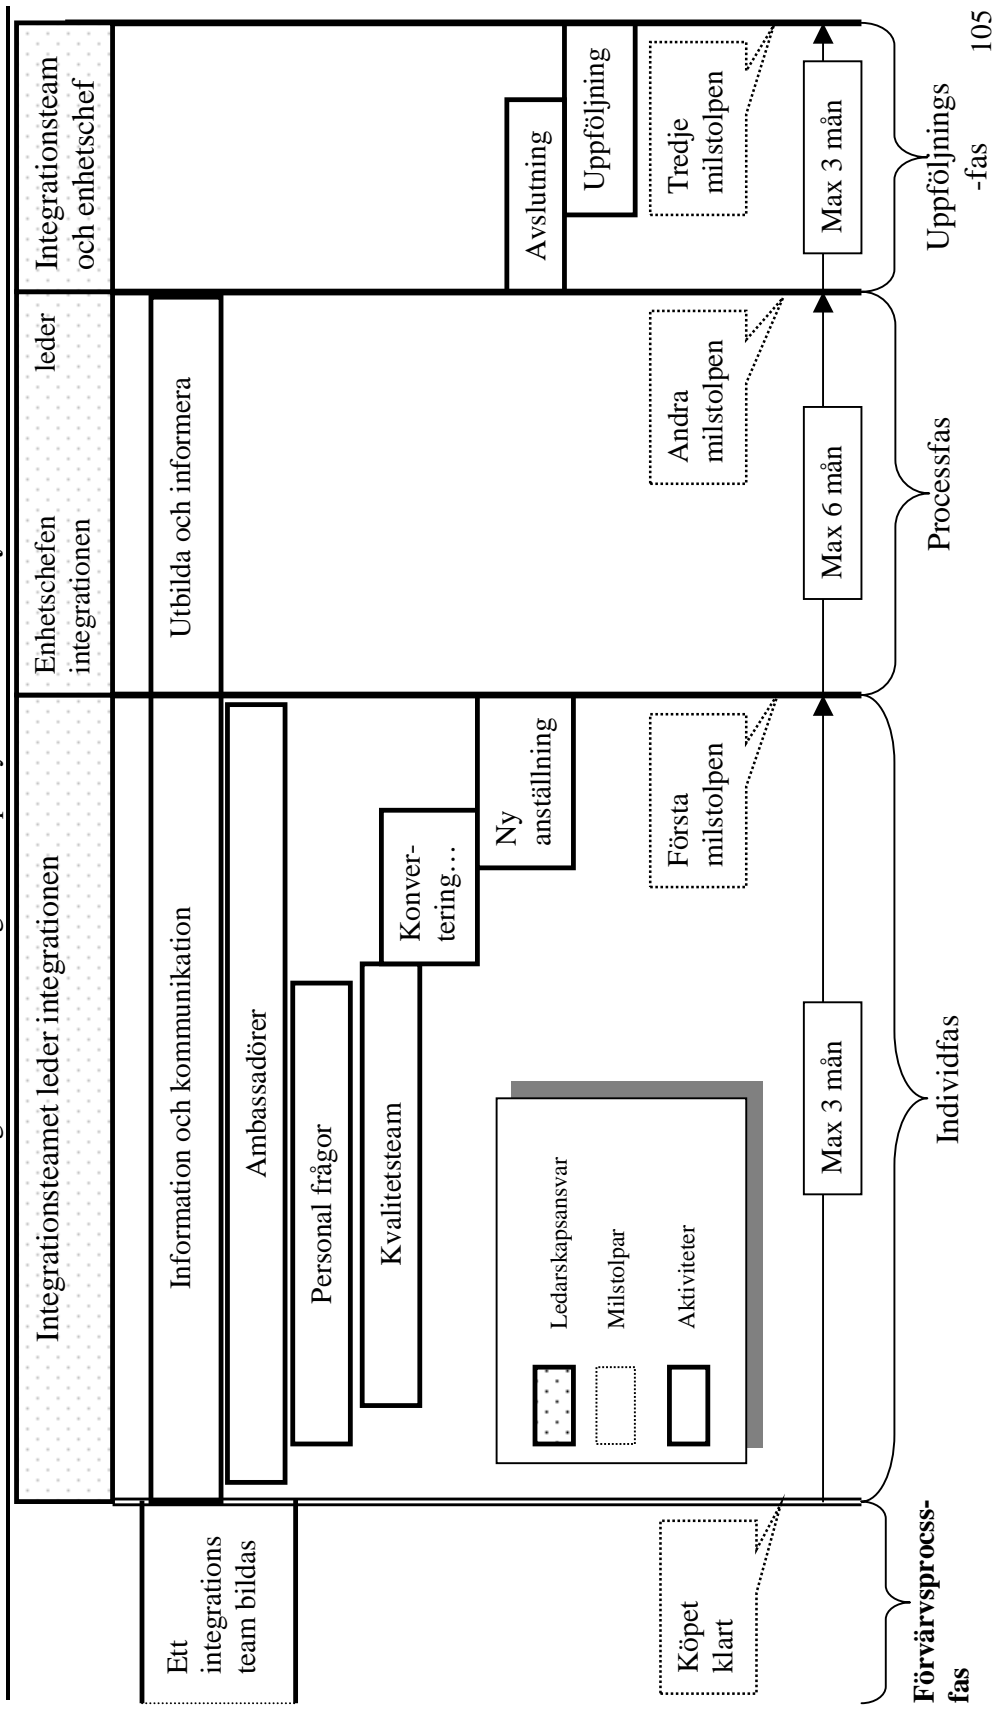 Integrationsteamet leder integrationen
Enhetschefen leder
integrationen
Integrationsteam
och enhetschef
Ett
integrations
team bildas
Information och kommunikation
Utbilda och informera
Ambassadörer
Personal frågor
Kvalitetsteam
Konver-
tering…
Ny
anställning
Avslutning
Uppföljning
Ledarskapsansvar
Milstolpar
Aktiviteter
Köpet
klart
Första
milstolpen
Andra
milstolpen
Tredje
milstolpen
Max 3 mån
Max 6 mån
Max 3 mån
Förvärvsprocss-
fas
Individfas
Processfas
Uppföljnings
-fas
105